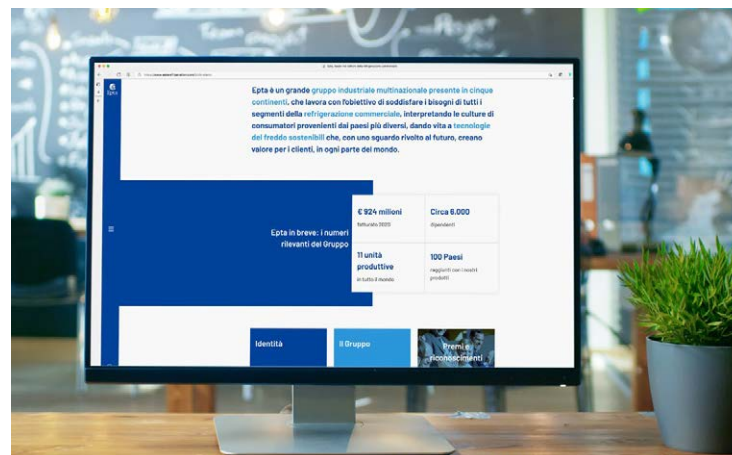 Epta
Epta è un grande gruppo industriale multinazionale presente in cinque
continenti, che lavora con l'obiettivo di soddisfare i bisogni di tutti i
segmenti della refrigerazione commerciale, interpretando le culture di
consumatori provenienti dai paesi più diversi, dando vita a tecnologie
del freddo sostenibili che, con uno sguardo rivolto al futuro, creano
valore per i clienti, in ogni parte del mondo.
Epta in breve: i numeri
rilevanti del Gruppo
€ 924 milioni
Circa 6.000
dipendenti
11 unità
produttive
in tutto il mondo
100 Paesi
raggiunti con i nostri
prodotti
Identità
Il Gruppo
Premi e
riconoscimenti